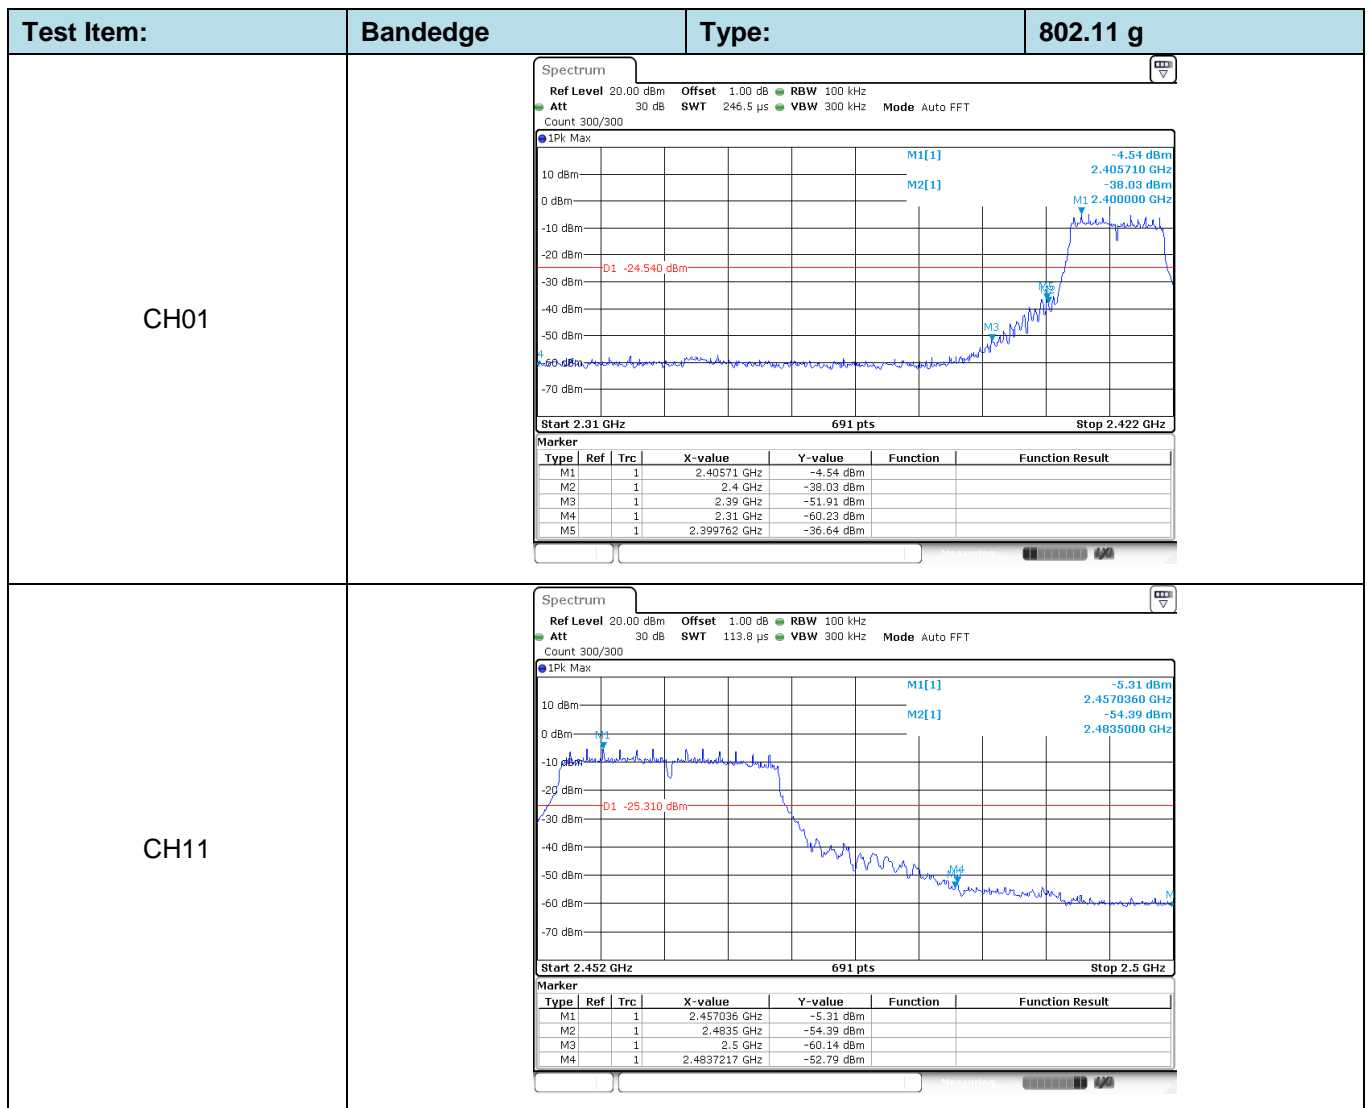 Test Item: Bandedge Type: 802.11 g
CH01
Spectrum
Ref Level 20.00 dBm Offset 1.00 dB RBW 100 kHz
Att 30 dB SWT 246.5 µs VBW 300 kHz Mode Auto FFT
Count 300/300
1Pk Max
M1[1] -4.54 dBm
2.405710 GHz
10 dBm
M2[1] -38.03 dBm
0 dBm
M1 2.400000 GHz
-10 dBm
-20 dBm
D1 -24.540 dBm
-30 dBm
M5
-40 dBm
M3
-50 dBm
4
-60 dBm
-70 dBm
Start 2.31 GHz 691 pts Stop 2.422 GHz
Marker
Type Ref Trc X-value Y-value Function Function Result
M1 1 2.40571 GHz -4.54 dBm
M2 1 2.4 GHz -38.03 dBm
M3 1 2.39 GHz -51.91 dBm
M4 1 2.31 GHz -60.23 dBm
M5 1 2.399762 GHz -36.64 dBm
Measuring...
CH11
Spectrum
Ref Level 20.00 dBm Offset 1.00 dB RBW 100 kHz
Att 30 dB SWT 113.8 µs VBW 300 kHz Mode Auto FFT
Count 300/300
1Pk Max
M1[1] -5.31 dBm
2.4570360 GHz
10 dBm
M2[1] -54.39 dBm
2.4835000 GHz
0 dBm
M1
-10 dBm
-20 dBm
D1 -25.310 dBm
-30 dBm
-40 dBm
M4
-50 dBm
M
-60 dBm
-70 dBm
Start 2.452 GHz 691 pts Stop 2.5 GHz
Marker
Type Ref Trc X-value Y-value Function Function Result
M1 1 2.457036 GHz -5.31 dBm
M2 1 2.4835 GHz -54.39 dBm
M3 1 2.5 GHz -60.14 dBm
M4 1 2.4837217 GHz -52.79 dBm
Measuring...